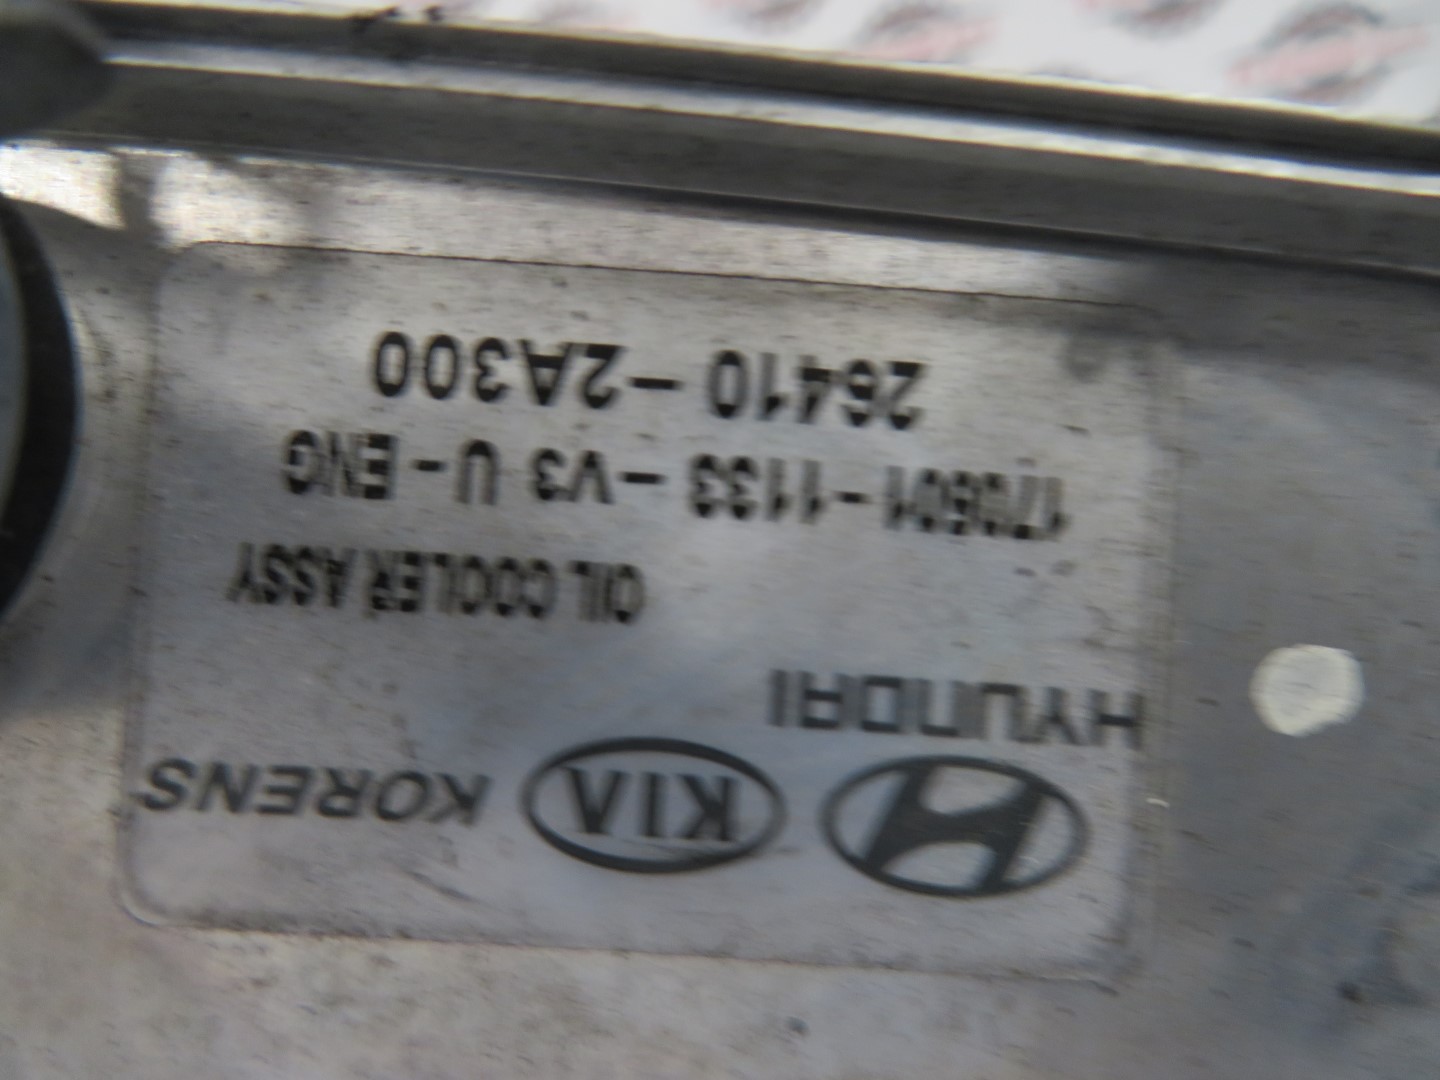 KIA KORENS
HYUNDAI
OIL COOLER ASSY
170601-1133-V3 U-ENG
26410-2A300